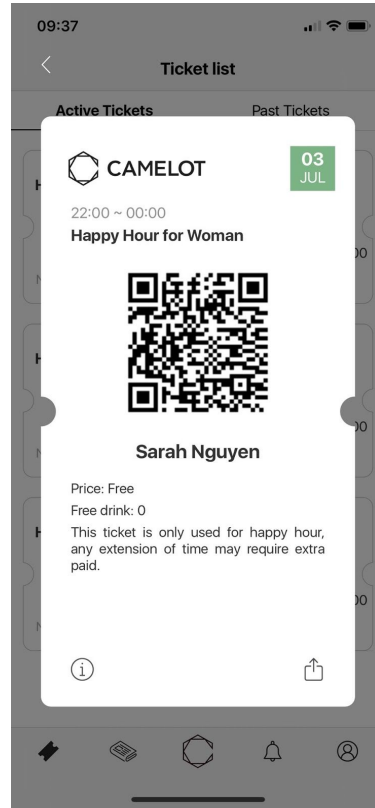 09:37
Ticket list
Active Tickets
Past Tickets
CAMELOT
03
JUL
22:00 ~ 00:00
Happy Hour for Woman
Sarah Nguyen
Price: Free
Free drink: 0
This ticket is only used for happy hour,
any extension of time may require extra
paid.